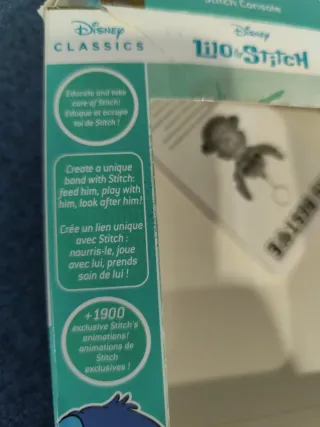 Stitch Console
Disney
CLASSICS
Disney
Lilo & Stitch
Educate and take
care of Stitch!
Éduque et occupe
toi de Stitch !
Create a unique
bond with Stitch:
feed him, play with
him, look after him!
Crée un lien unique
avec Stitch :
nourris-le, joue
avec lui, prends
soin de lui !
+1900
exclusive Stitch's
animations!
animations de
Stitch
exclusives !